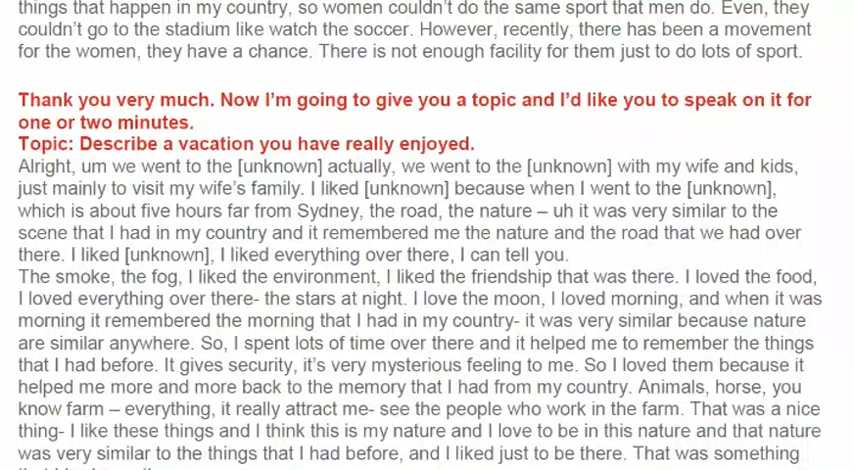 things that happen in my country, so women couldn't do the same sport that men do. Even, they
couldn't go to the stadium like watch the soccer. However, recently, there has been a movement
for the women, they have a chance. There is not enough facility for them just to do lots of sport.
Thank you very much. Now I'm going to give you a topic and I'd like you to speak on it for
one or two minutes.
Topic: Describe a vacation you have really enjoyed.
Alright, um we went to the [unknown] actually, we went to the [unknown] with my wife and kids,
just mainly to visit my wife's family. I liked [unknown] because when I went to the [unknown],
which is about five hours far from Sydney, the road, the nature – uh it was very similar to the
scene that I had in my country and it remembered me the nature and the road that we had over
there. I liked [unknown], I liked everything over there, I can tell you.
The smoke, the fog, I liked the environment, I liked the friendship that was there. I loved the food,
I loved everything over there- the stars at night. I love the moon, I loved morning, and when it was
morning it remembered the morning that I had in my country- it was very similar because nature
are similar anywhere. So, I spent lots of time over there and it helped me to remember the things
that I had before. It gives security, it's very mysterious feeling to me. So I loved them because it
helped me more and more back to the memory that I had from my country. Animals, horse, you
know farm – everything, it really attract me- see the people who work in the farm. That was a nice
thing- I like these things and I think this is my nature and I love to be in this nature and that nature
was very similar to the things that I had before, and I liked just to be there. That was something